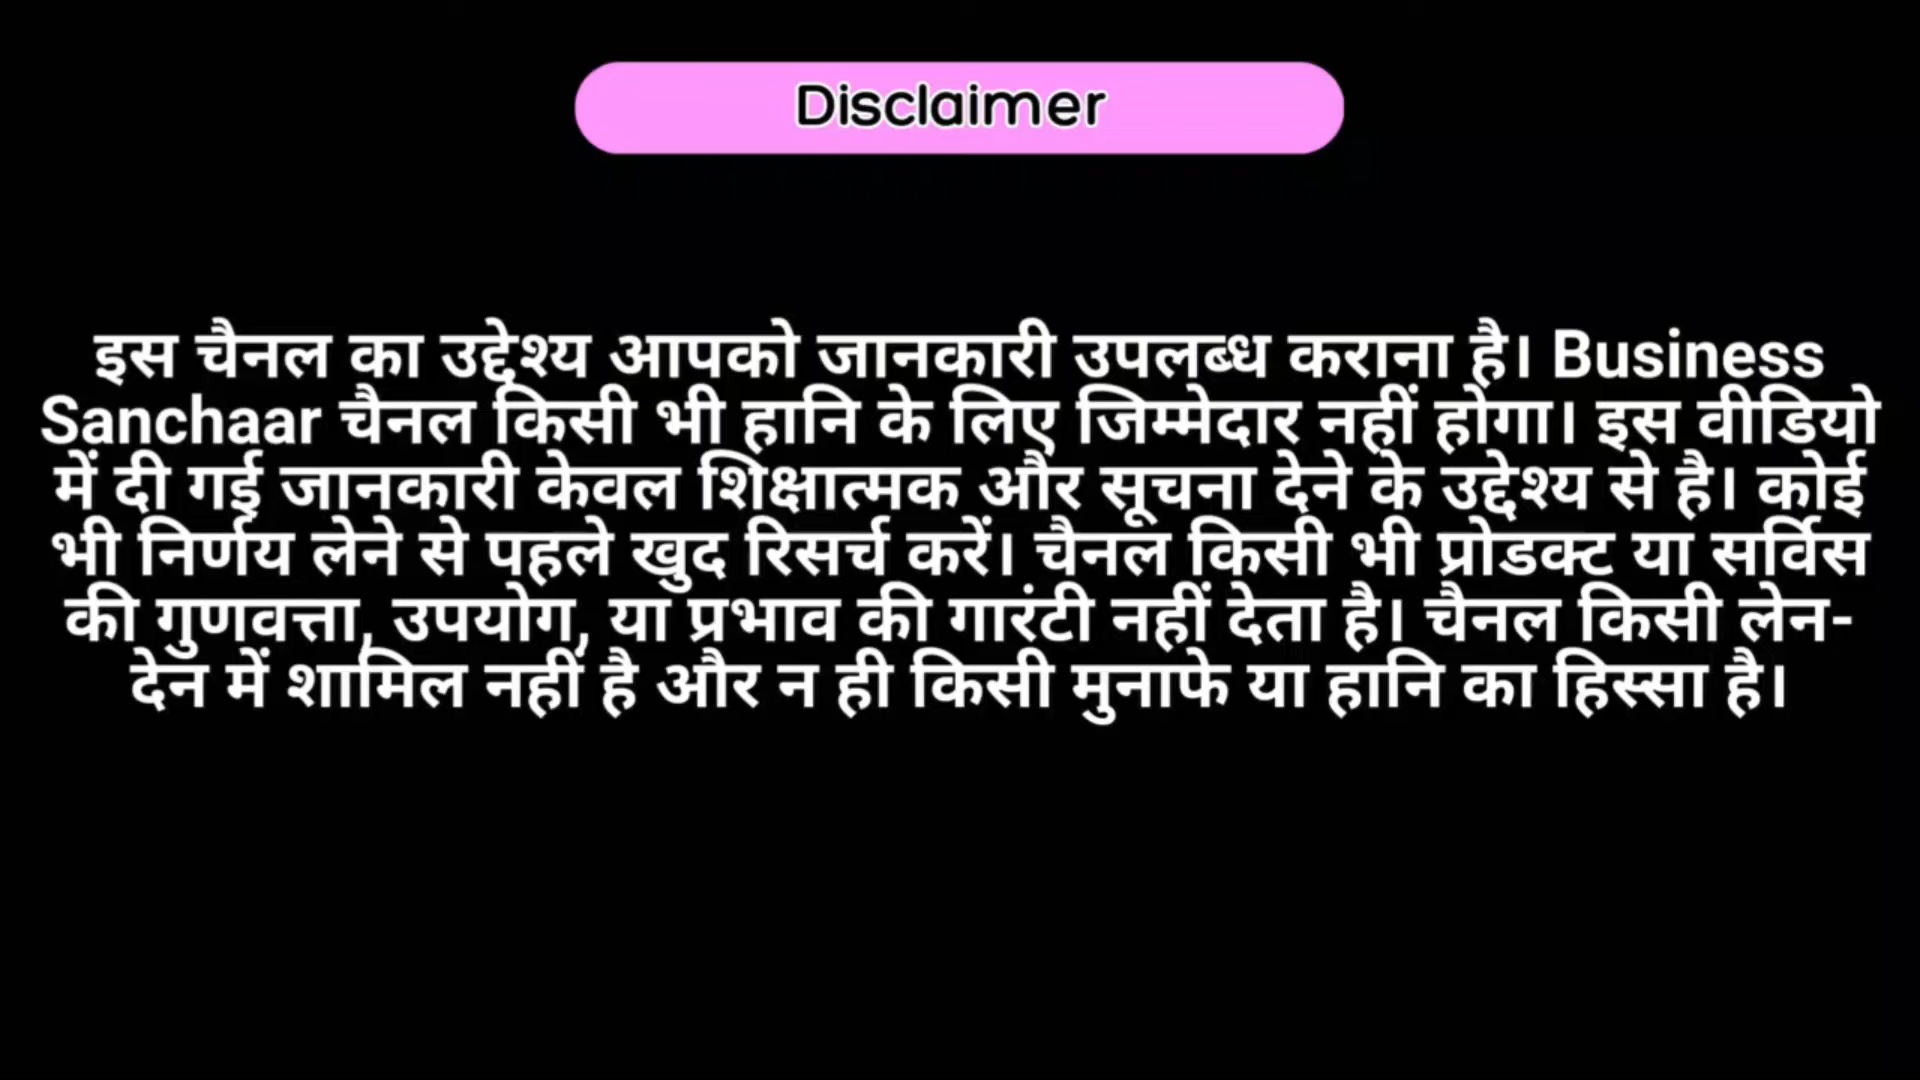 Disclaimer
इस चैनल का उद्देश्य आपको जानकारी उपलब्ध कराना है। Business
Sanchaar चैनल किसी भी हानि के लिए जिम्मेदार नहीं होगा। इस वीडियो
में दी गई जानकारी केवल शिक्षात्मक और सूचना देने के उद्देश्य से है। कोई
भी निर्णय लेने से पहले खुद रिसर्च करें। चैनल किसी भी प्रोडक्ट या सर्विस
की गुणवत्ता, उपयोग, या प्रभाव की गारंटी नहीं देता है। चैनल किसी लेन-
देन में शामिल नहीं है और न ही किसी मुनाफे या हानि का हिस्सा है।